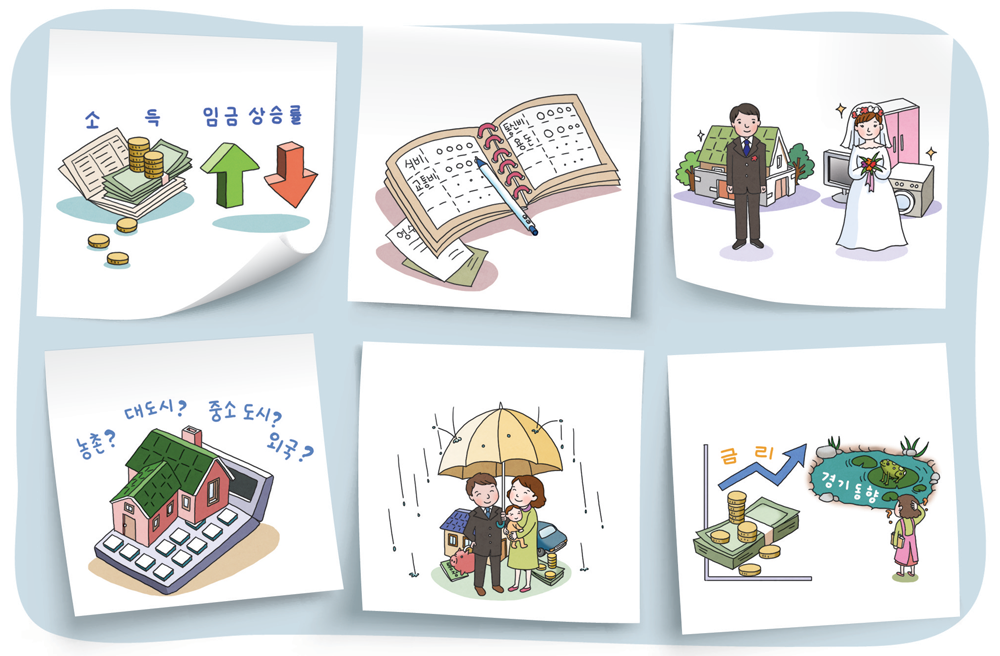 소 득
임금 상승률
식비
교통비
통신비
용돈
농촌?
대도시?
중소 도시?
외국?
금리
경기 동향